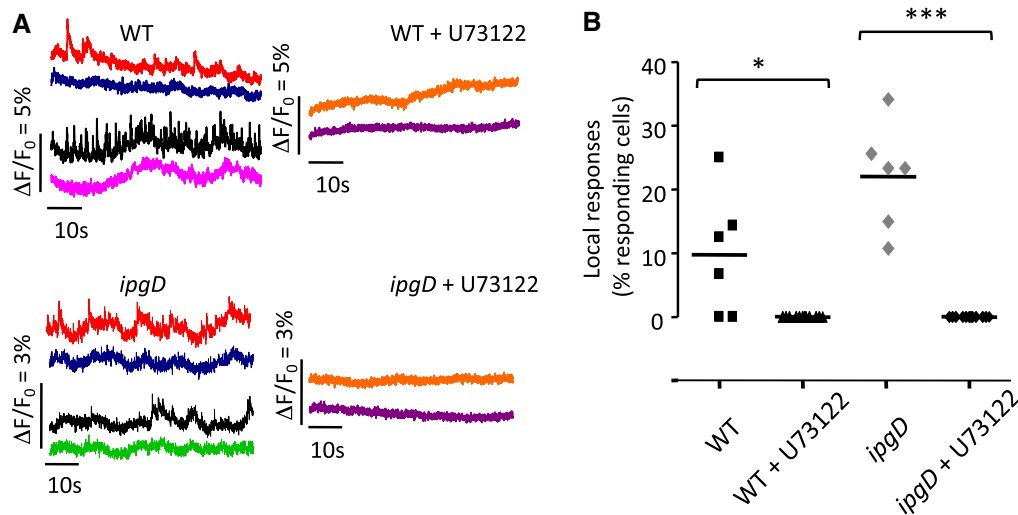 A
WT
WT + U73122
ΔF/F0 = 5%
10s
ΔF/F0 = 5%
10s
ipgD
ipgD + U73122
ΔF/F0 = 3%
10s
ΔF/F0 = 3%
10s
B
*
***
Local responses
(% responding cells)
40
30
20
10
0
WT
WT + U73122
ipgD
ipgD + U73122